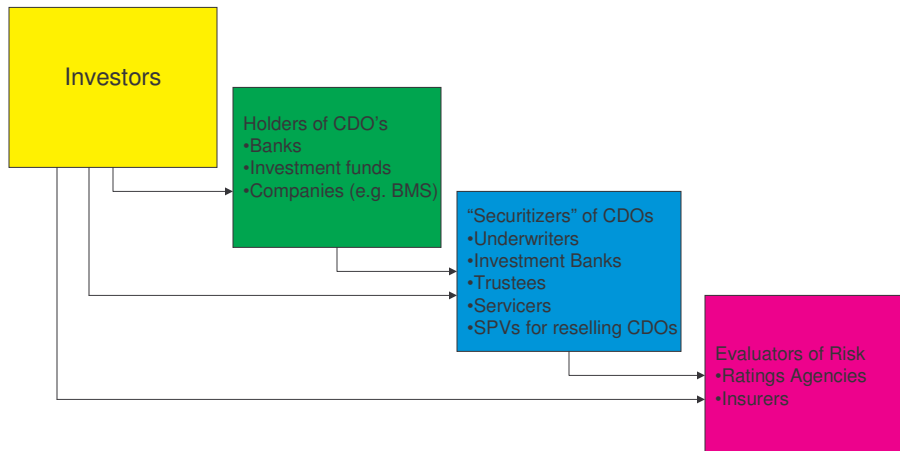 Investors
Holders of CDO’s
•Banks
•Investment funds
•Companies (e.g. BMS)
“Securitizers” of CDOs
•Underwriters
•Investment Banks
•Trustees
•Servicers
•SPVs for reselling CDOs
Evaluators of Risk
•Ratings Agencies
•Insurers